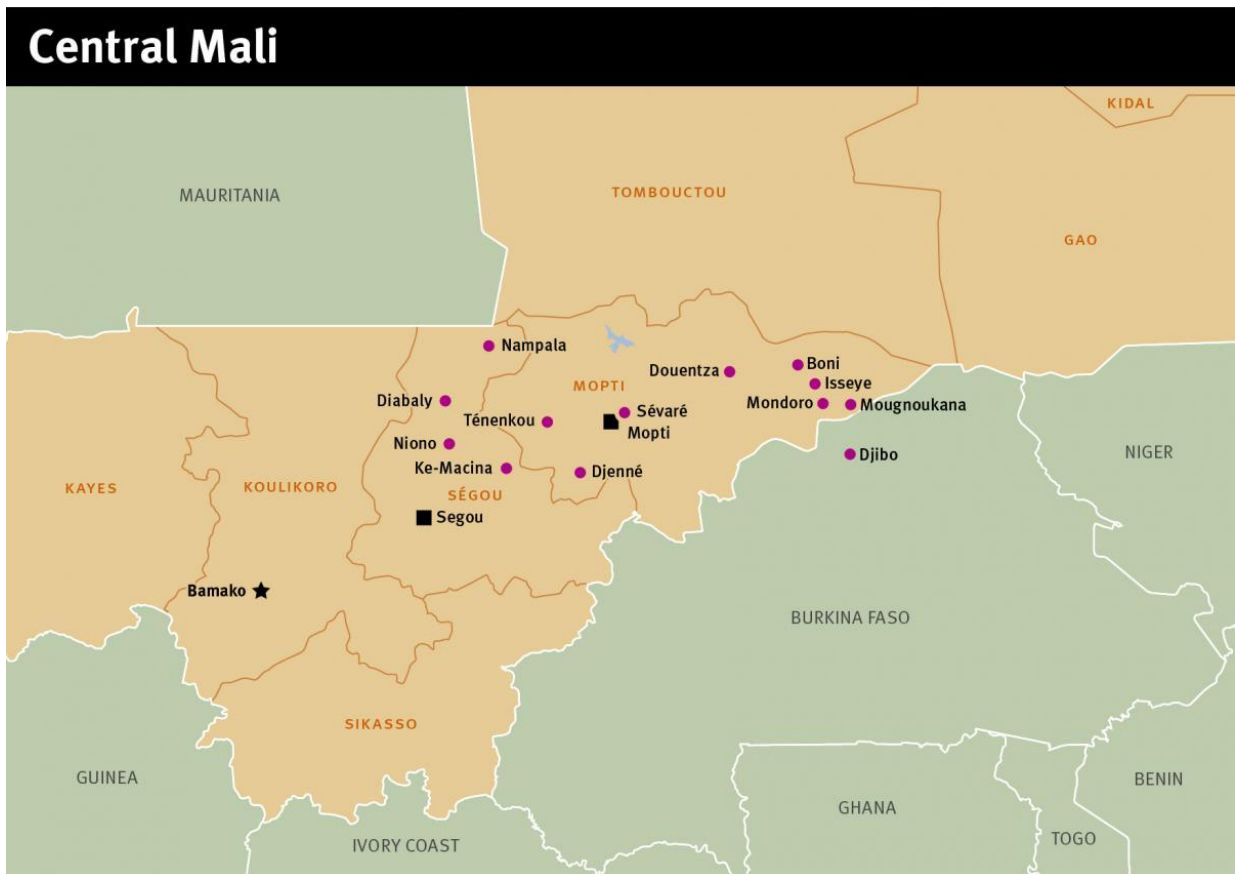 Central Mali
KIDAL
MAURITANIA
TOMBOUCTOU
GAO
Nampala
Boni
Douentza
MOPTI
Isseye
Diabaly
Mondoro
Mougnoukana
Ténenkou
Sévaré
Mopti
Niono
Djibo
NIGER
Ke-Macina
Djenné
KAYES
KOULIKORO
SÉGOU
Segou
Bamako
BURKINA FASO
SIKASSO
GUINEA
BENIN
GHANA
TOGO
IVORY COAST